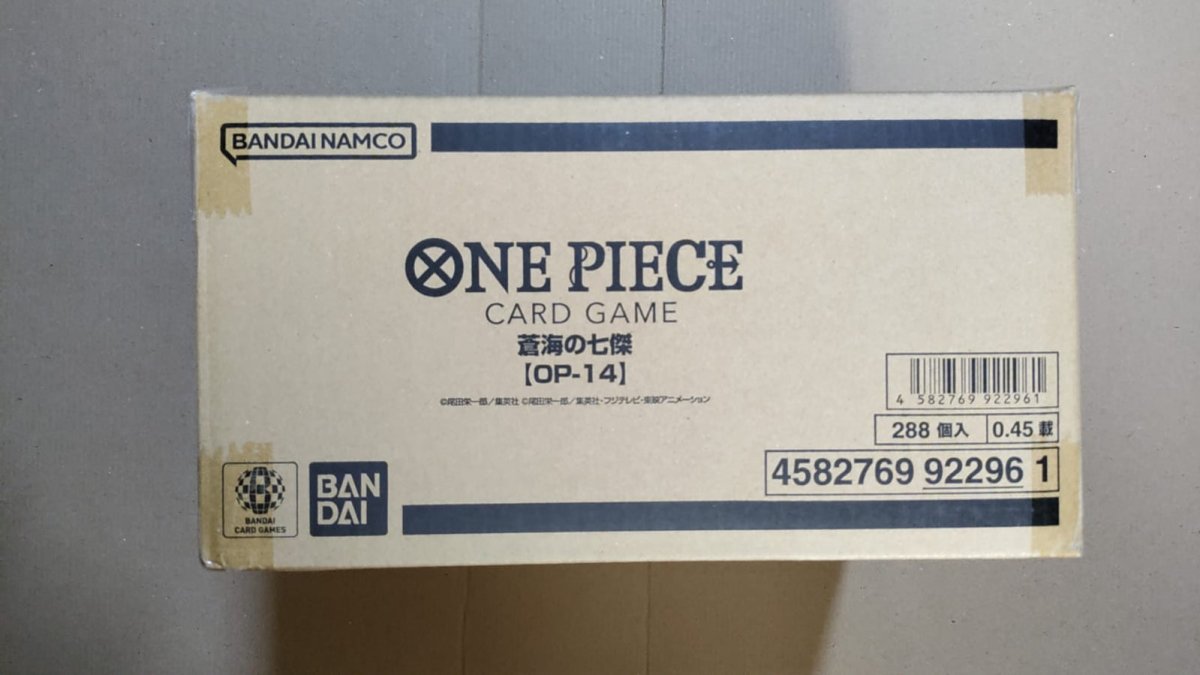 BANDAI NAMCO
ONE PIECE
CARD GAME
蒼海の七傑
【OP-14】
©尾田栄一郎/集英社 ©尾田栄一郎/集英社・フジテレビ・東映アニメーション
4 582769 922961
288 個入 0.45 載
4582769 92296 1
BANDAI
CARD GAMES
BAN
DAI